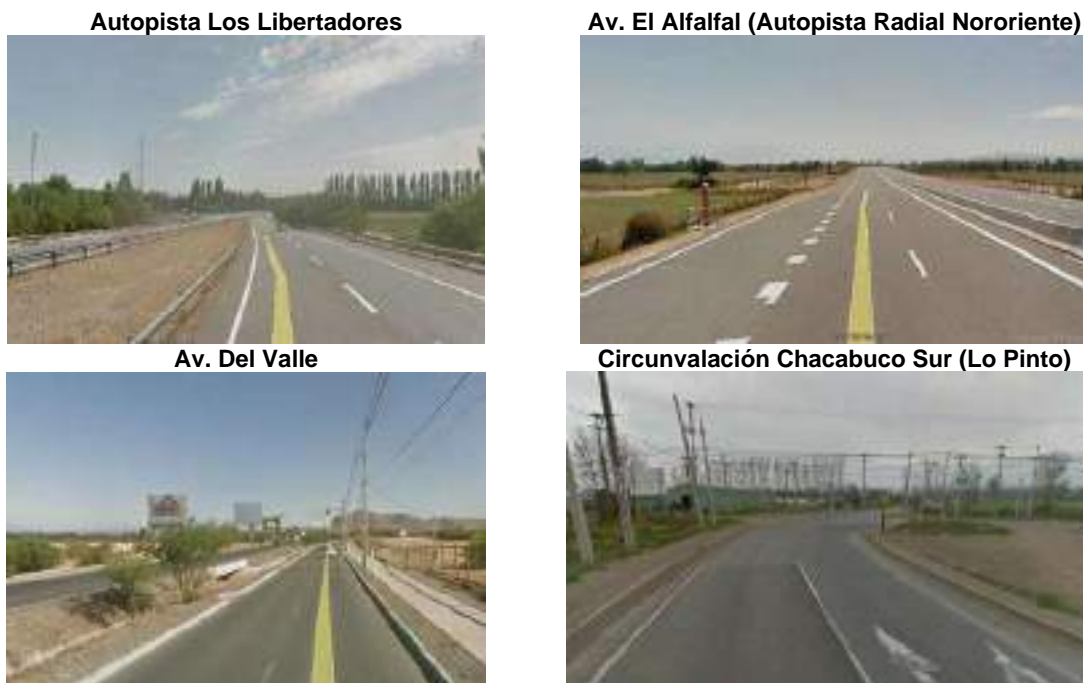 Autopista Los Libertadores
Av. El Alfalfal (Autopista Radial Nororiente)
Av. Del Valle
Circunvalación Chacabuco Sur (Lo Pinto)